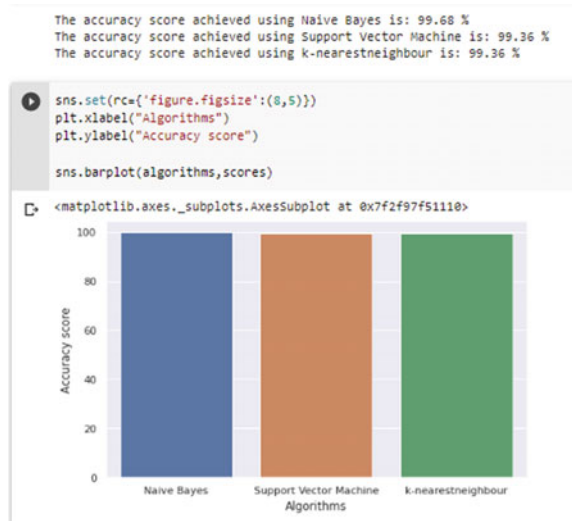 The accuracy score achieved using Naive Bayes is: 99.68 %
The accuracy score achieved using Support Vector Machine is: 99.36 %
The accuracy score achieved using k-nearestneighbour is: 99.36 %
sns.set(rc={'figure.figsize':(8,5)})
plt.xlabel("Algorithms")
plt.ylabel("Accuracy score")
sns.barplot(algorithms,scores)
<matplotlib.axes._subplots.AxesSubplot at 0x7f2f97f51110>
100
80
60
40
20
0
Accuracy score
Naive Bayes
Support Vector Machine
k-nearestneighbour
Algorithms